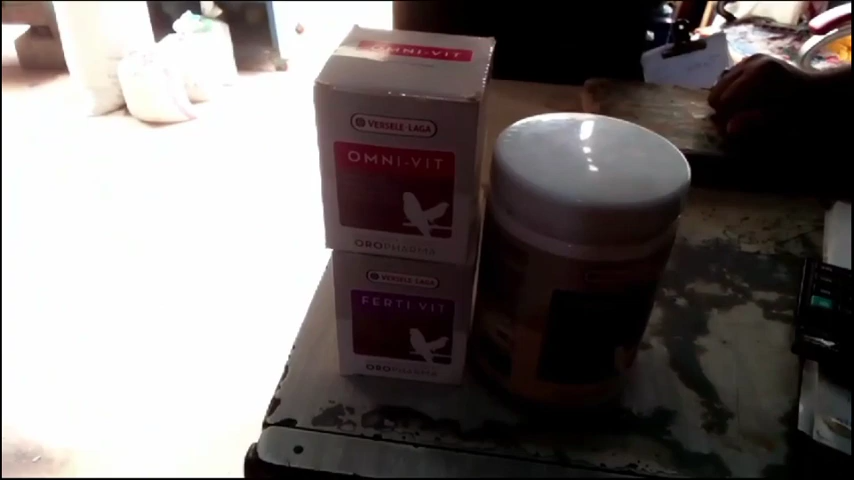 OMNI-VIT
VERSELE-LAGA
OMNI-VIT
OROPHARMA
VERSELE-LAGA
FERTI-VIT
OROPHARMA